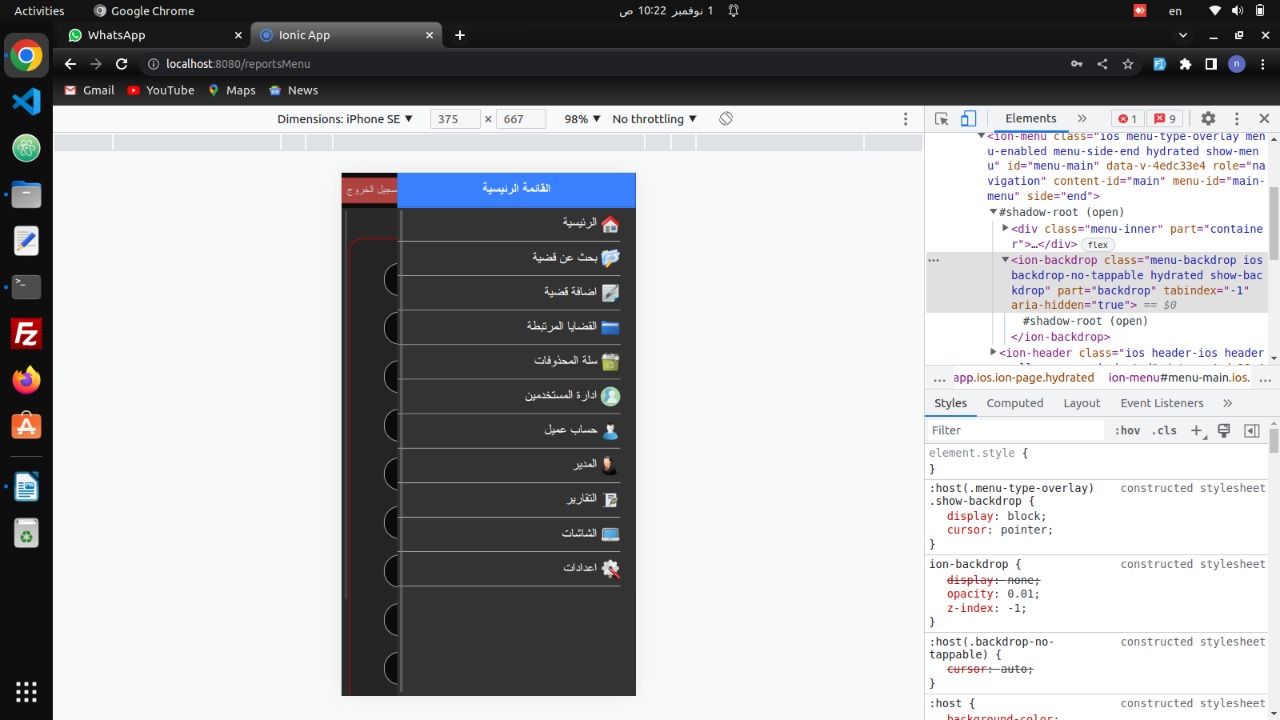 Activities
Google Chrome
1 نوفمبر 10:22 ص
en
WhatsApp
Ionic App
localhost:8080/reportsMenu
n
Gmail
YouTube
Maps
News
Dimensions: iPhone SE ▼
375 × 667
98% ▼
No throttling ▼
Elements
1
9
القائمة الرئيسية
الرئيسية
بحث عن قضية
اضافة قضية
القضايا المرتبطة
سلة المحذوفات
ادارة المستخدمين
حساب عميل
المدير
التقارير
الشاشات
اعدادات
سجيل الخروج
<ion-menu class="ios menu-type-overlay men
u-enabled menu-side-end hydrated show-men
u" id="menu-main" data-v-4edc33e4 role="na
vigation" content-id="main" menu-id="main-
menu" side="end">
#shadow-root (open)
<div class="menu-inner" part="containe
r">…</div> flex
<ion-backdrop class="menu-backdrop ios
backdrop-no-tappable hydrated show-bac
kdrop" part="backdrop" tabindex="-1"
aria-hidden="true"> == $0
#shadow-root (open)
</ion-backdrop>
<ion-header class="ios header-ios header
... app.ios.ion-page.hydrated ion-menu#menu-main.ios. ...
Styles
Computed
Layout
Event Listeners
Filter
:hov
.cls
element.style {
}
:host(.menu-type-overlay) constructed stylesheet
.show-backdrop {
display: block;
cursor: pointer;
}
ion-backdrop { constructed stylesheet
display: none;
opacity: 0.01;
z-index: -1;
}
:host(.backdrop-no- constructed stylesheet
tappable) {
cursor: auto;
}
:host { constructed stylesheet
background-color: